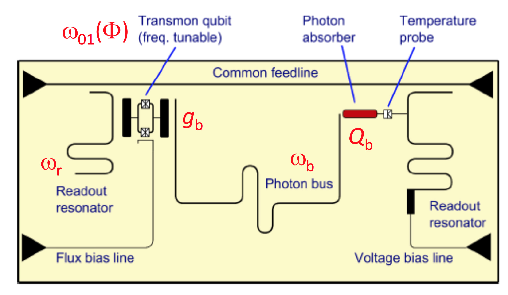 ω01(Φ)
Transmon qubit
(freq. tunable)
Photon
absorber
Temperature
probe
Common feedline
gb
Qb
ωr
ωb
Readout
resonator
Photon bus
Readout
resonator
Flux bias line
Voltage bias line